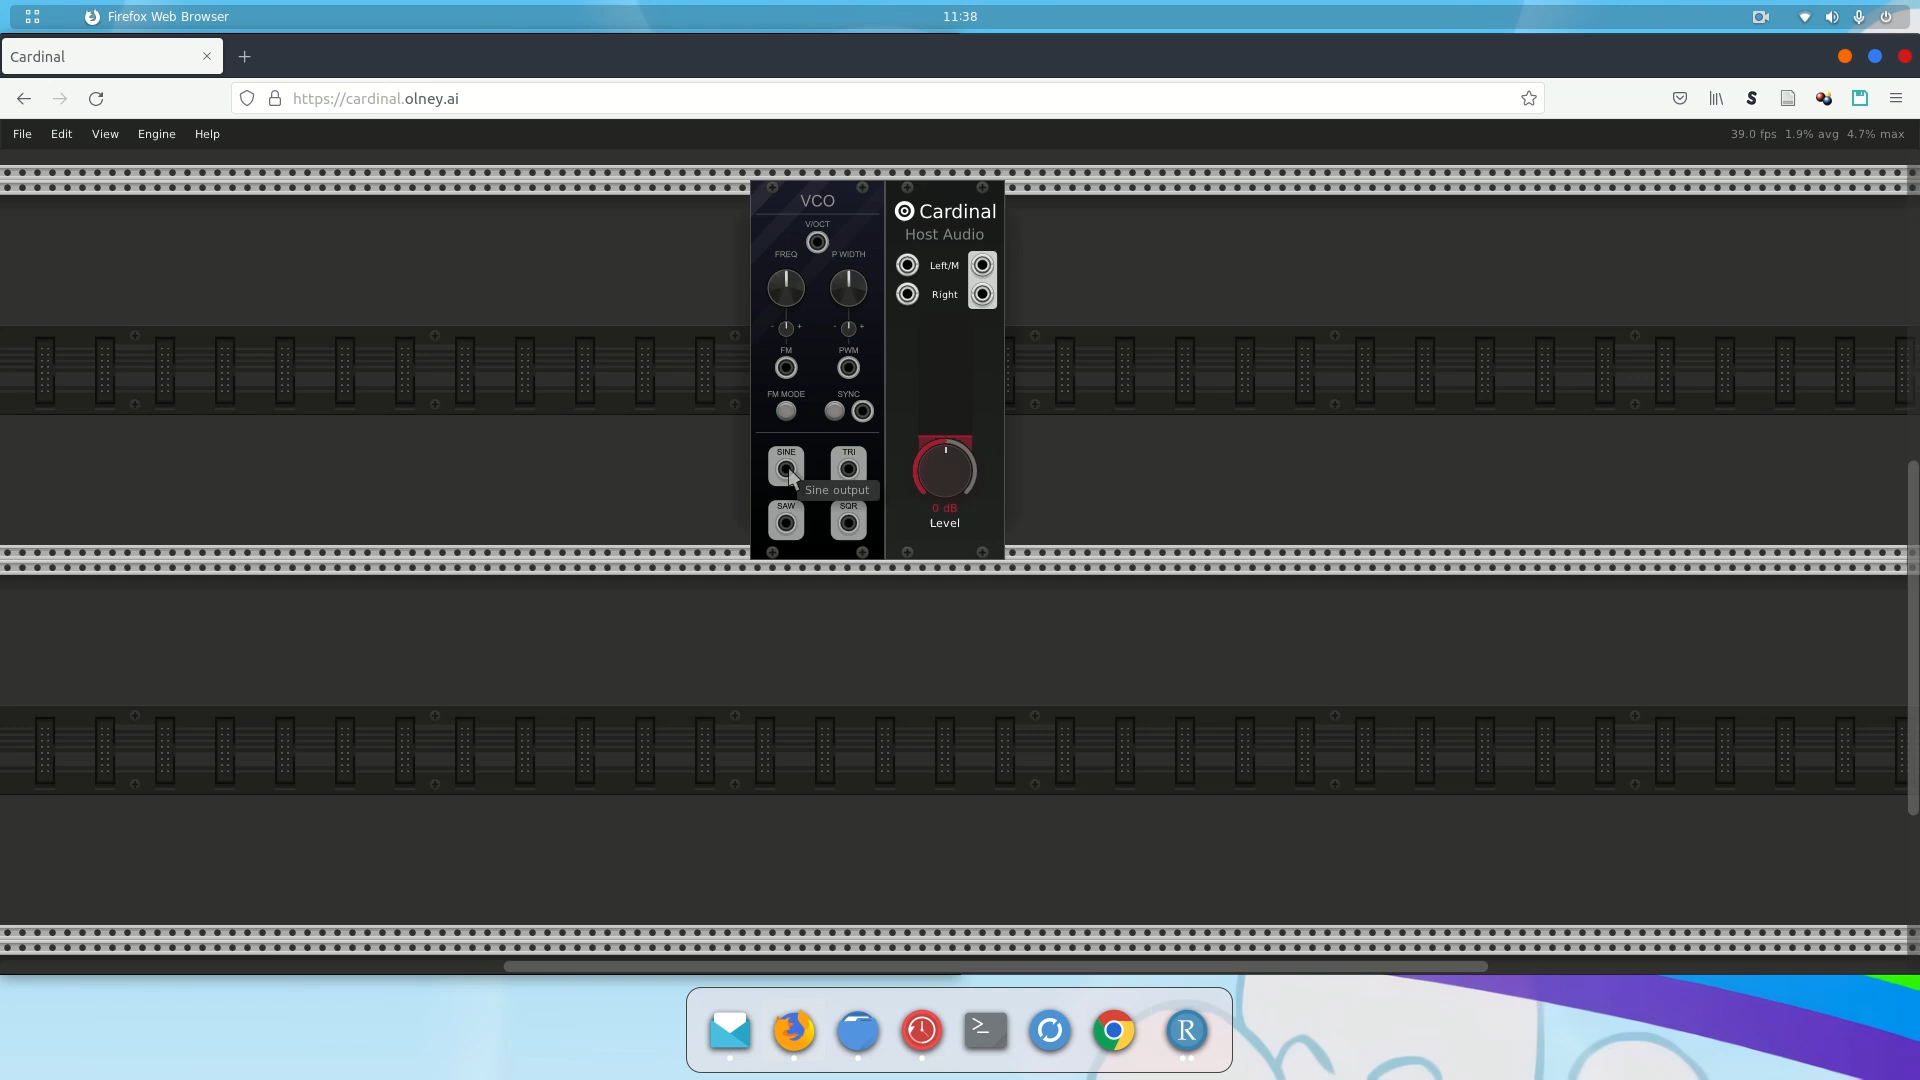 Firefox Web Browser
11:38
Cardinal
https://cardinal.olney.ai
File Edit View Engine Help
39.0 fps 1.9% avg 4.7% max
VCO
V/OCT
FREQ P WIDTH
- + - +
FM PWM
FM MODE SYNC
SINE TRI
Sine output
SAW SQR
Cardinal
Host Audio
Left/M
Right
0 dB
Level
S
>_
R